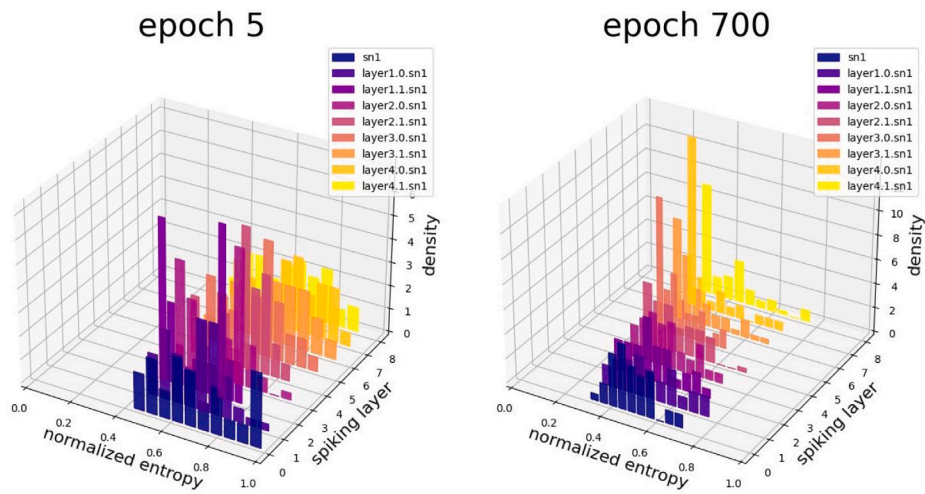 epoch 5
sn1
layer1.0.sn1
layer1.1.sn1
layer2.0.sn1
layer2.1.sn1
layer3.0.sn1
layer3.1.sn1
layer4.0.sn1
layer4.1.sn1
5
4
3
2
1
0
density
0.0
0.2
0.4
0.6
0.8
1.0
normalized entropy
0
1
2
3
4
5
6
7
8
spiking layer
epoch 700
sn1
layer1.0.sn1
layer1.1.sn1
layer2.0.sn1
layer2.1.sn1
layer3.0.sn1
layer3.1.sn1
layer4.0.sn1
layer4.1.sn1
10
8
6
4
2
0
density
0.0
0.2
0.4
0.6
0.8
1.0
normalized entropy
0
1
2
3
4
5
6
7
8
spiking layer